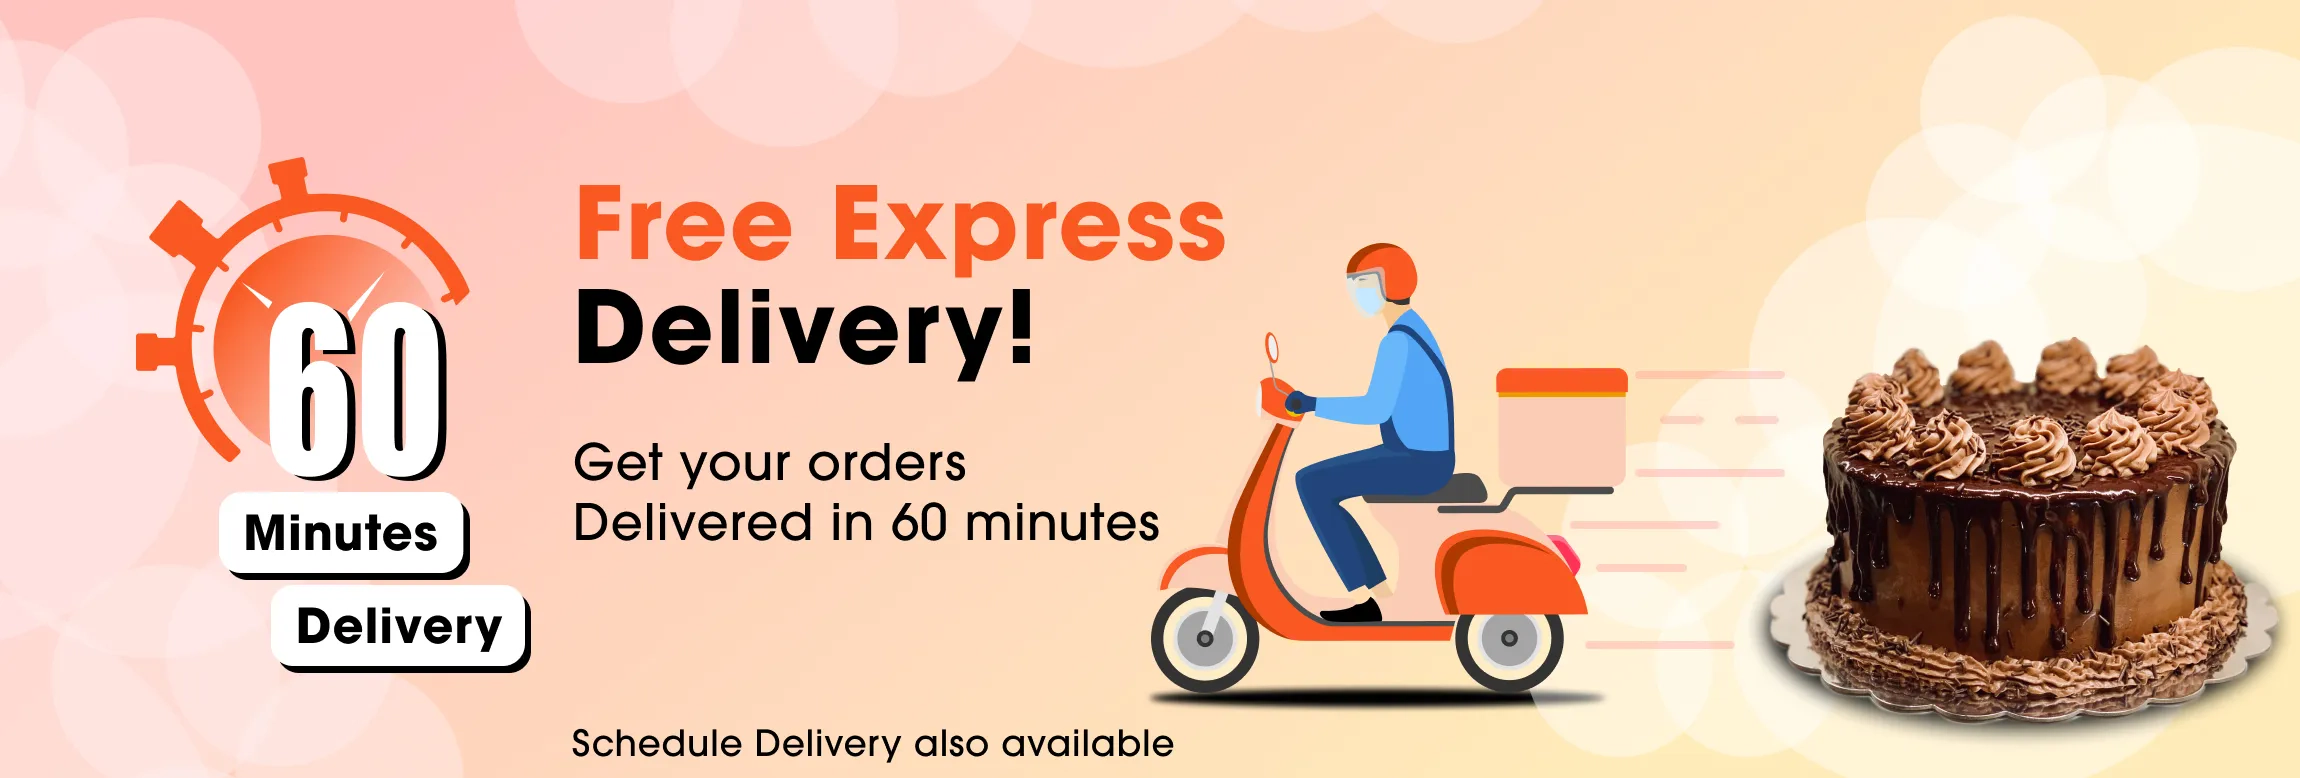 60
Minutes
Delivery
Free Express
Delivery!
Get your orders
Delivered in 60 minutes
Schedule Delivery also available